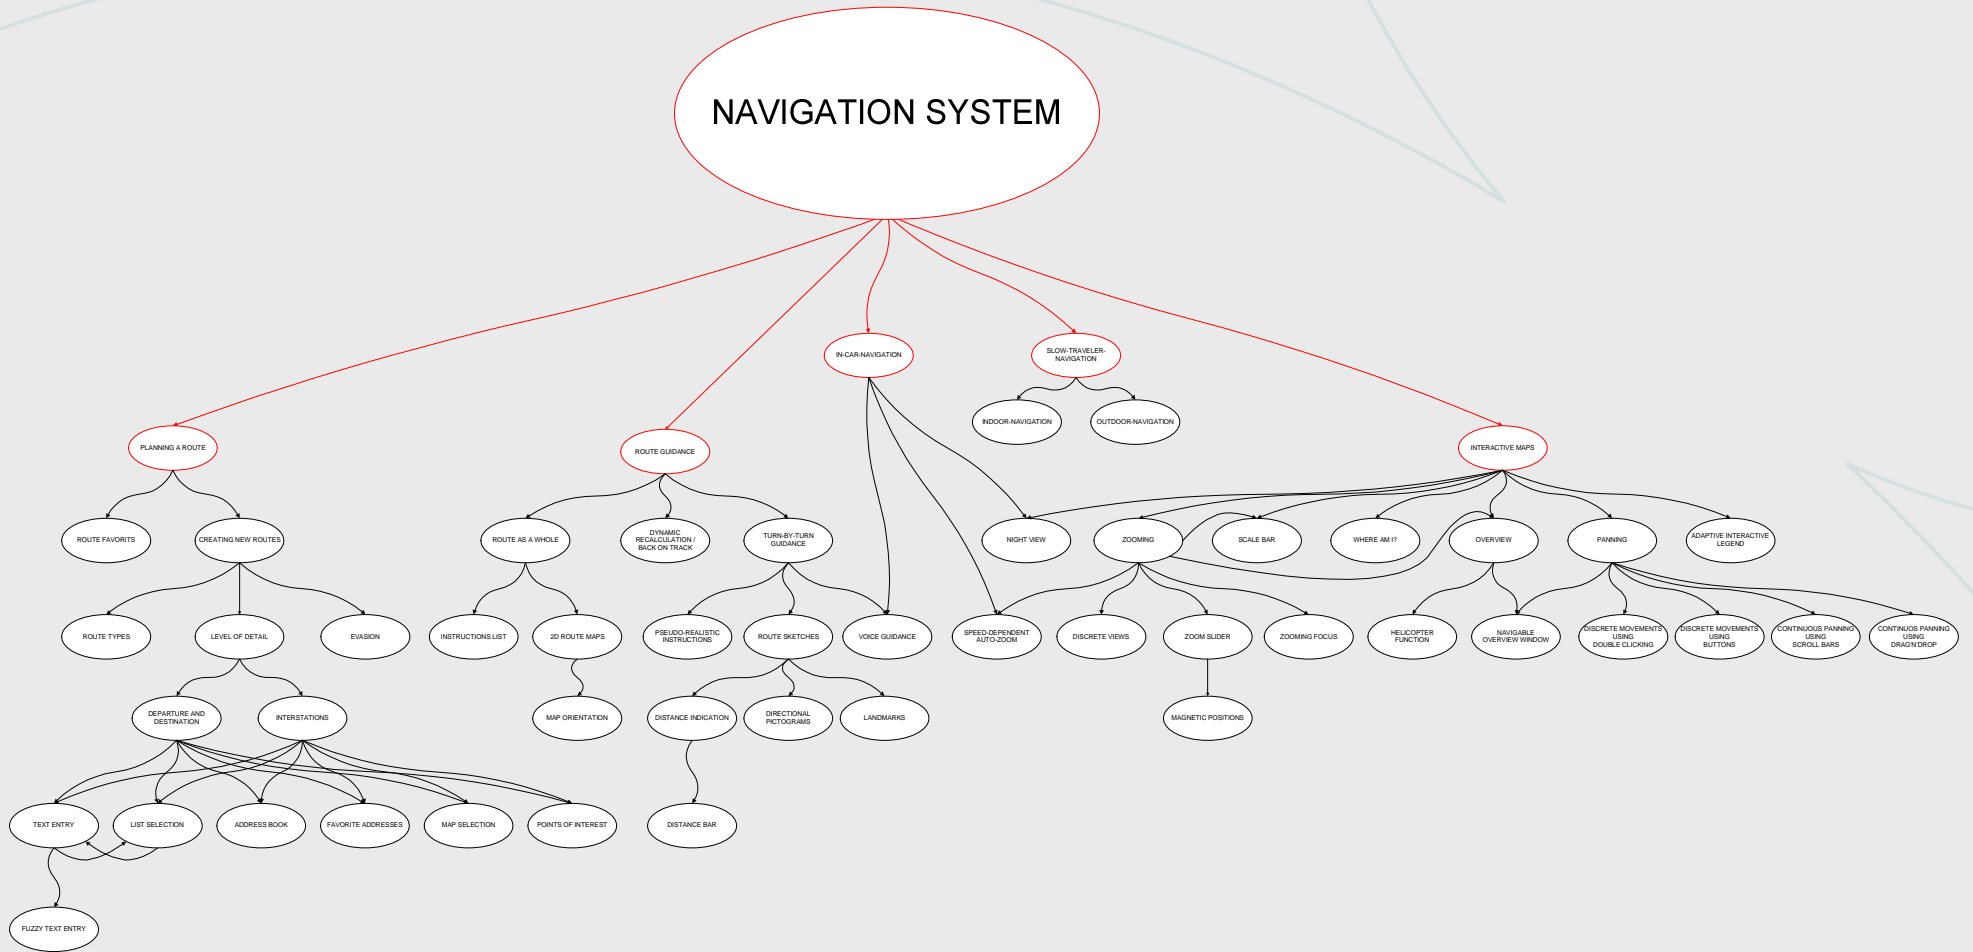 NAVIGATION SYSTEM
IN-CAR-NAVIGATION
SLOW-TRAVELER-
NAVIGATION
INDOOR-NAVIGATION
OUTDOOR-NAVIGATION
PLANNING A ROUTE
ROUTE GUIDANCE
INTERACTIVE MAPS
ROUTE FAVORITS
CREATING NEW ROUTES
ROUTE AS A WHOLE
DYNAMIC
RECALCULATION /
BACK ON TRACK
TURN-BY-TURN
GUIDANCE
NIGHT VIEW
ZOOMING
SCALE BAR
WHERE AM I?
OVERVIEW
PANNING
ADAPTIVE INTERACTIVE
LEGEND
ROUTE TYPES
LEVEL OF DETAIL
EVASION
INSTRUCTIONS LIST
2D ROUTE MAPS
PSEUDO-REALISTIC
INSTRUCTIONS
ROUTE SKETCHES
VOICE GUIDANCE
SPEED-DEPENDENT
AUTO-ZOOM
DISCRETE VIEWS
ZOOM SLIDER
ZOOMING FOCUS
HELICOPTER
FUNCTION
NAVIGABLE
OVERVIEW WINDOW
DISCRETE MOVEMENTS
USING
DOUBLE CLICKING
DISCRETE MOVEMENTS
USING
BUTTONS
CONTINUOUS PANNING
USING
SCROLL BARS
CONTINUOS PANNING
USING
DRAG'N'DROP
DEPARTURE AND
DESTINATION
INTERSTATIONS
MAP ORIENTATION
DISTANCE INDICATION
DIRECTIONAL
PICTOGRAMS
LANDMARKS
MAGNETIC POSITIONS
TEXT ENTRY
LIST SELECTION
ADDRESS BOOK
FAVORITE ADDRESSES
MAP SELECTION
POINTS OF INTEREST
DISTANCE BAR
FUZZY TEXT ENTRY